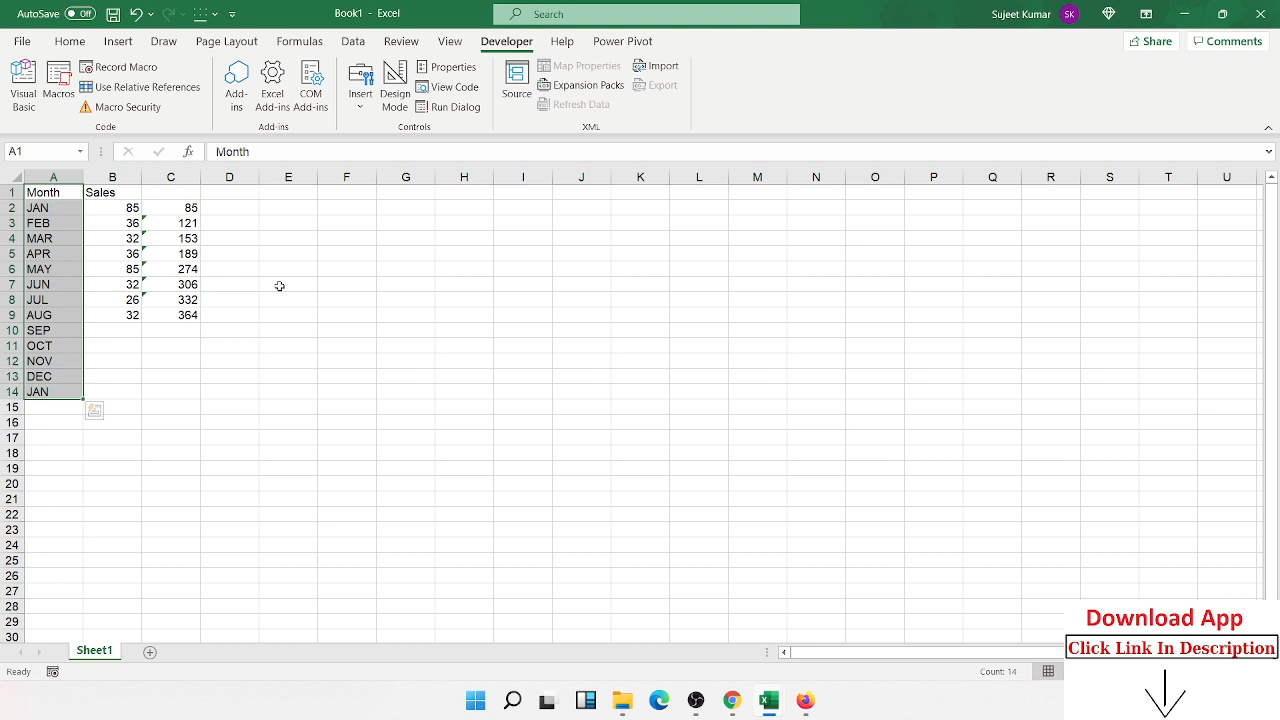 AutoSave Off Book1 - Excel Search Sujeet Kumar SK
File Home Insert Draw Page Layout Formulas Data Review View Developer Help Power Pivot Share Comments
Visual Basic
Macros
Record Macro
Use Relative References
Macro Security
Code
Add-ins
Excel Add-ins
COM Add-ins
Add-ins
Insert
Design Mode
Properties
View Code
Run Dialog
Controls
Source
Map Properties
Expansion Packs
Refresh Data
Import
Export
XML
A1 fx Month
A B C D E F G H I J K L M N O P Q R S T U
1 Month Sales
2 JAN 85 85
3 FEB 36 121
4 MAR 32 153
5 APR 36 189
6 MAY 85 274
7 JUN 32 306
8 JUL 26 332
9 AUG 32 364
10 SEP
11 OCT
12 NOV
13 DEC
14 JAN
15
16
17
18
19
20
21
22
23
24
25
26
27
28
29
30
Sheet1
Ready Count: 14
Download App
Click Link In Description